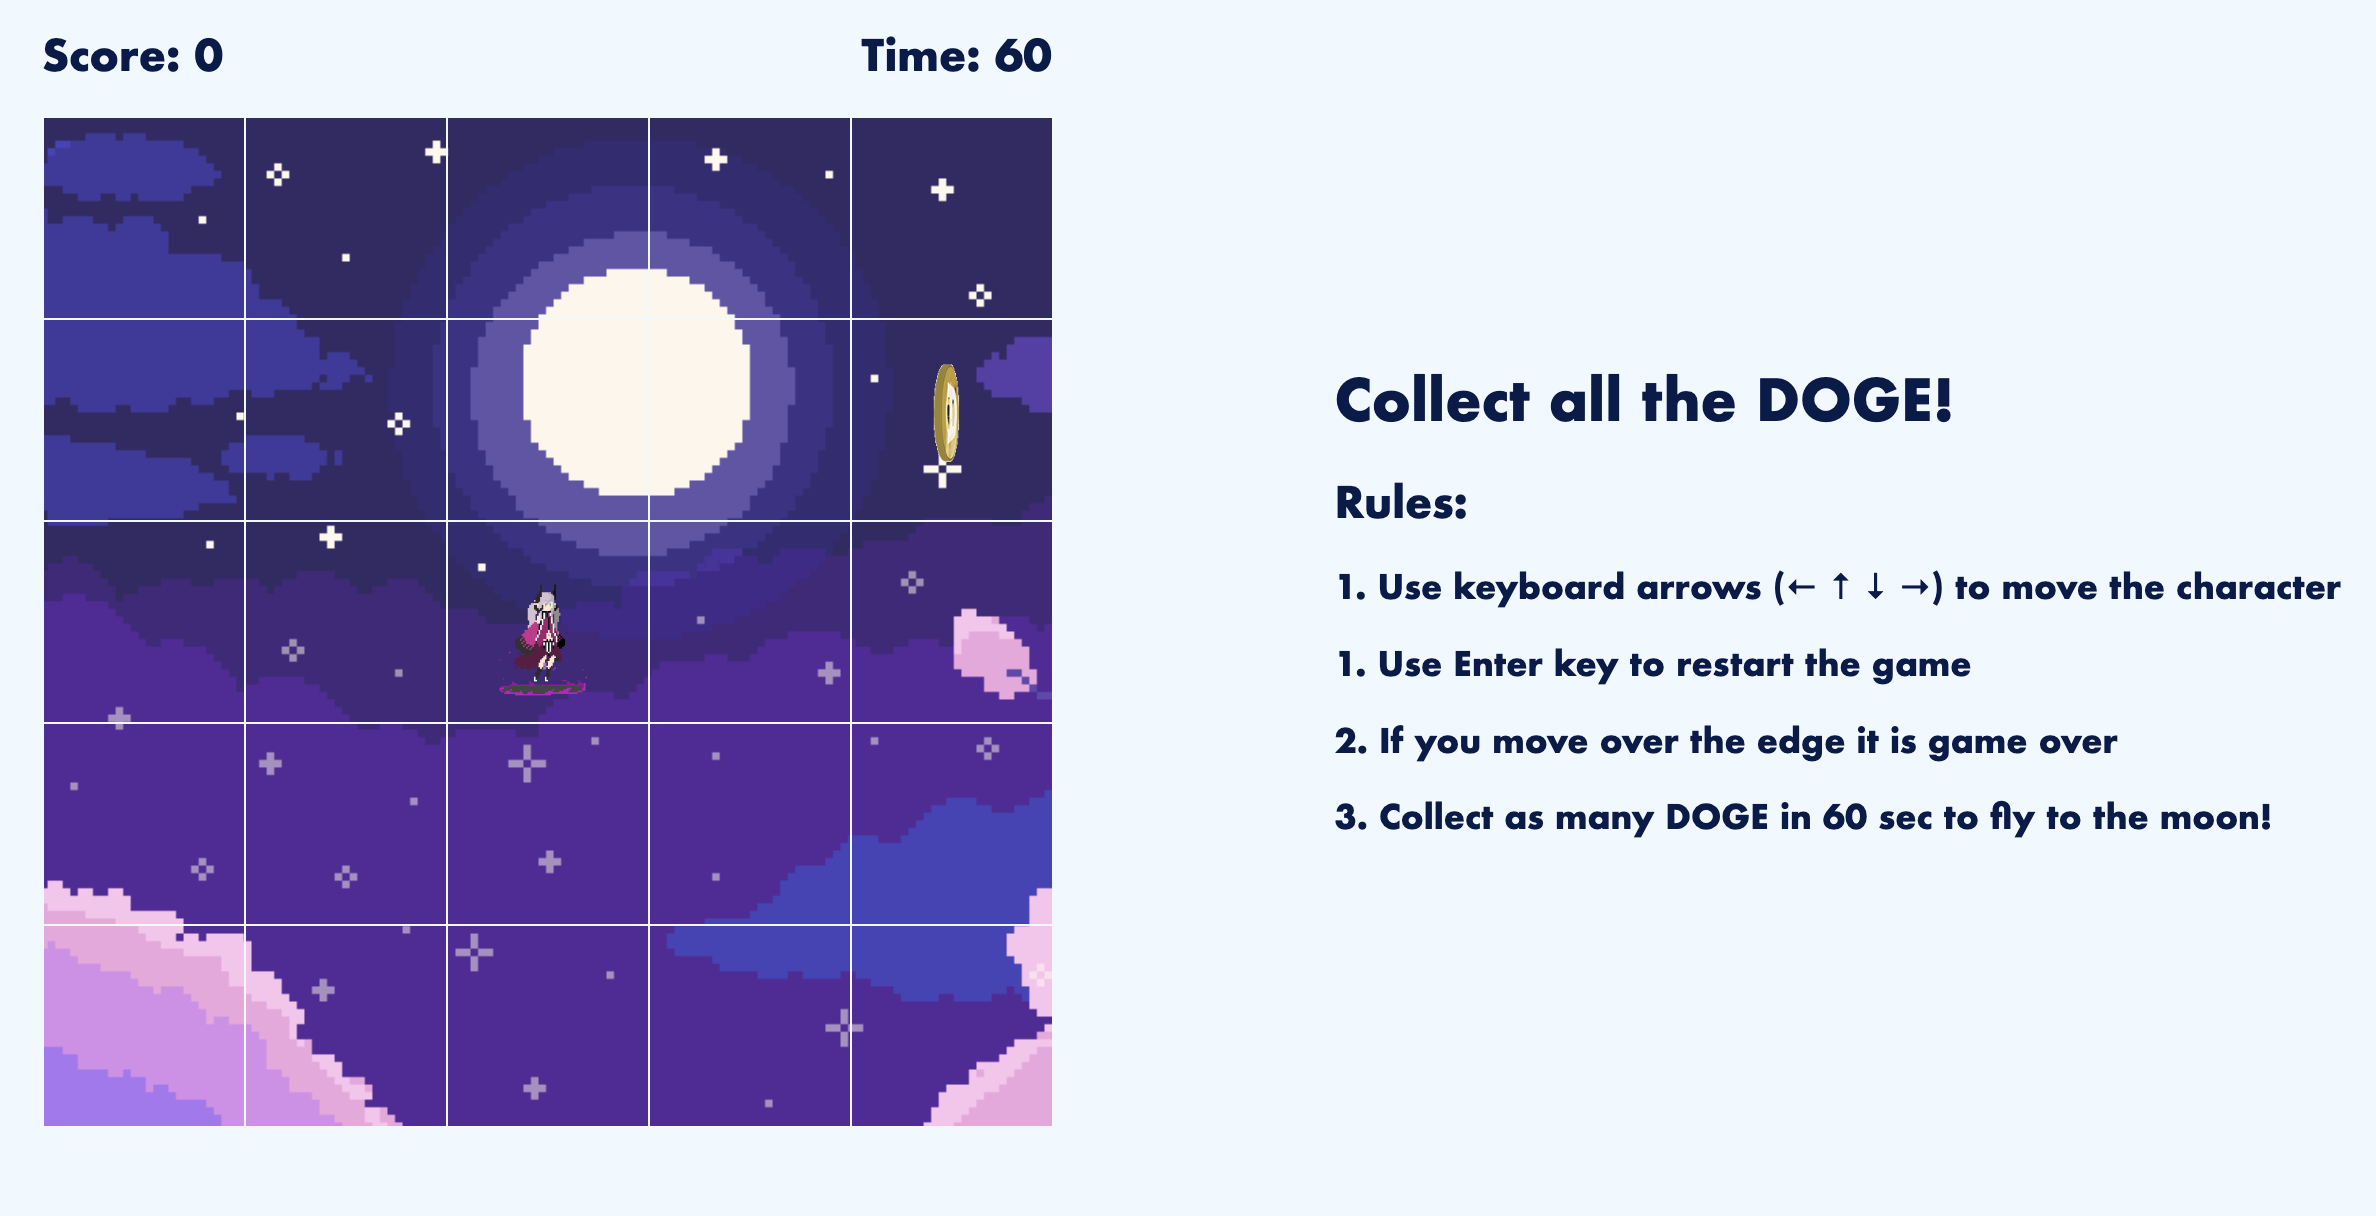 Score: 0
Time: 60
Collect all the DOGE!
Rules:
1. Use keyboard arrows (← ↑ ↓ →) to move the character
1. Use Enter key to restart the game
2. If you move over the edge it is game over
3. Collect as many DOGE in 60 sec to fly to the moon!